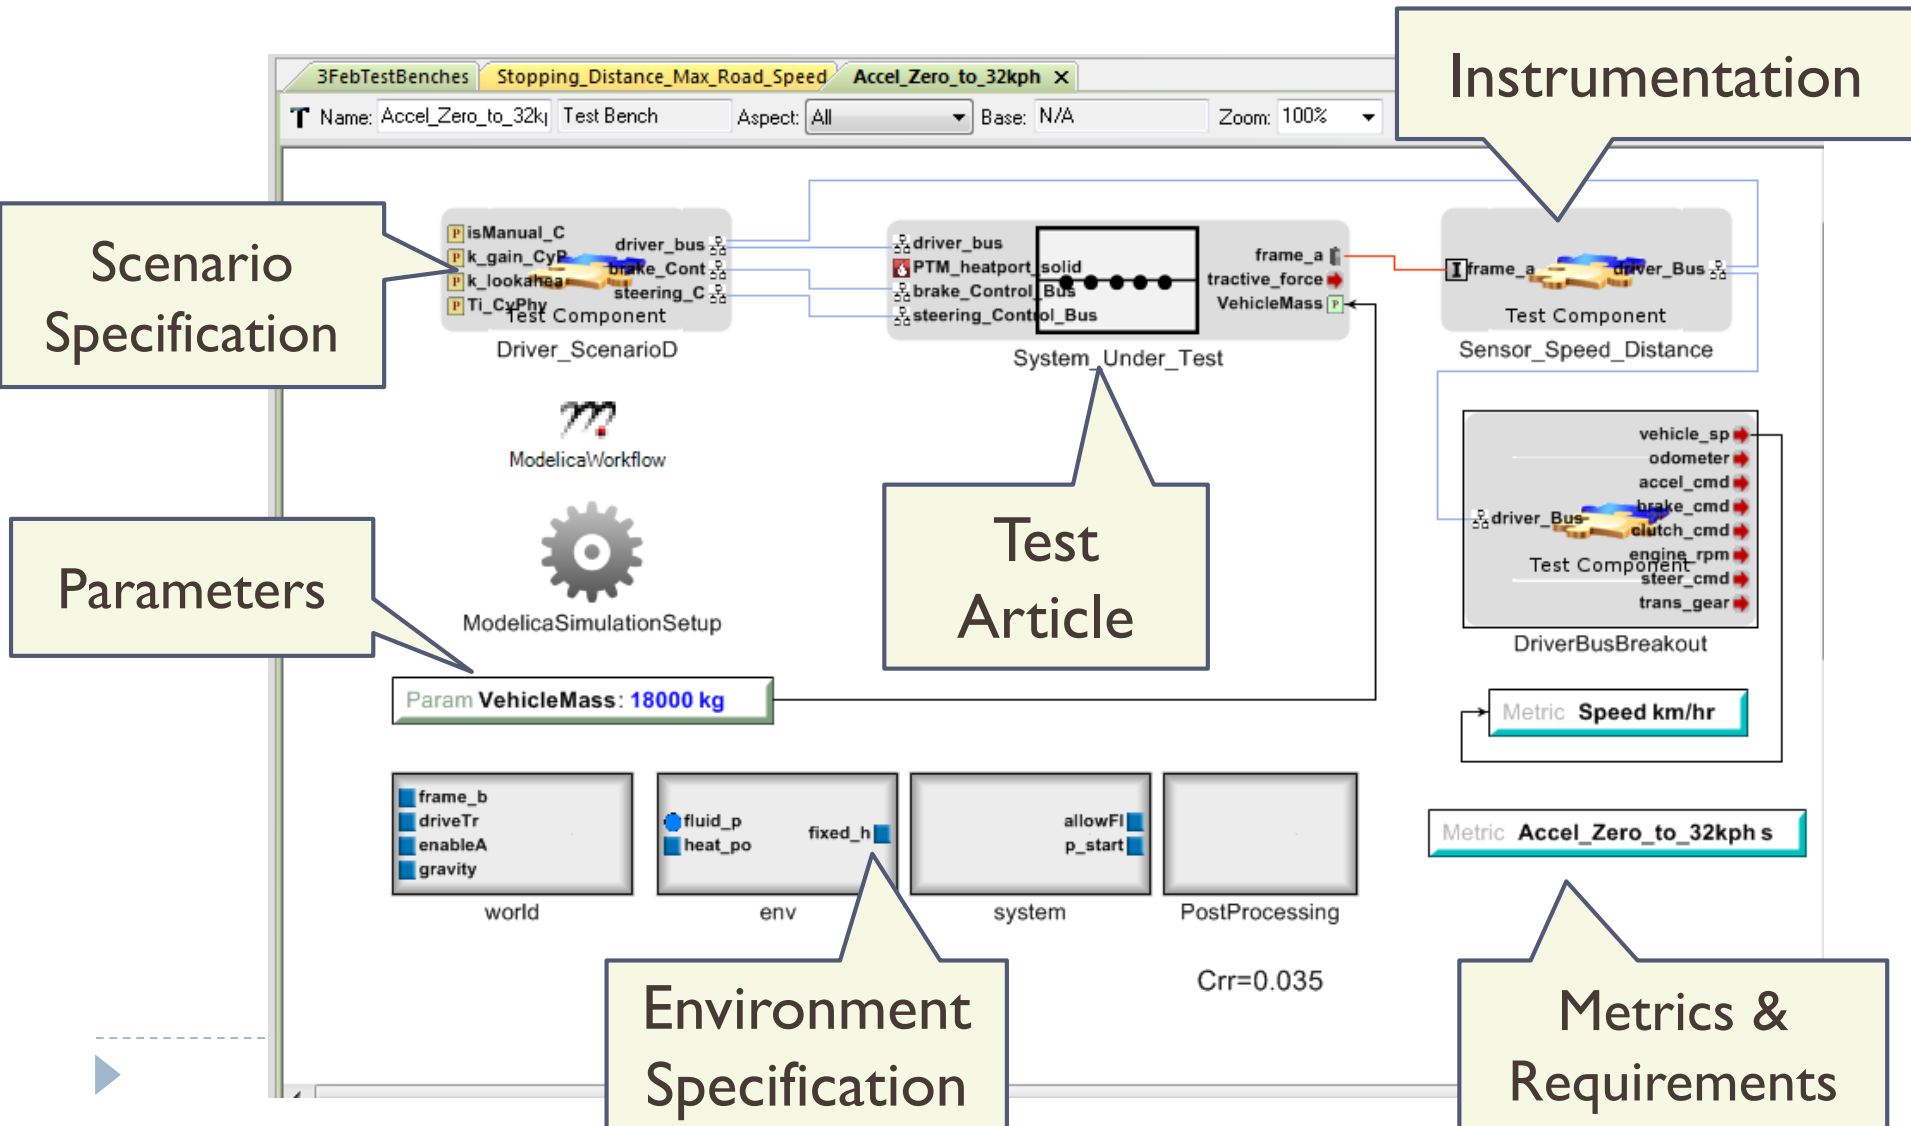 Instrumentation
3FebTestBenches
Stopping_Distance_Max_Road_Speed
Accel_Zero_to_32kph
Name: Accel_Zero_to_32k
Test Bench
Aspect: All
Base: N/A
Zoom: 100%
Scenario
Specification
isManual_C
k_gain_CyP
k_lookahea
Ti_CyPhy
driver_bus
brake_Cont
steering_C
Test Component
Driver_ScenarioD
driver_bus
PTM_heatport_solid
brake_Control_Bus
steering_Control_Bus
frame_a
tractive_force
VehicleMass
System_Under_Test
frame_a
driver_Bus
Test Component
Sensor_Speed_Distance
ModelicaWorkflow
ModelicaSimulationSetup
Test
Article
vehicle_sp
odometer
accel_cmd
brake_cmd
clutch_cmd
engine_rpm
steer_cmd
trans_gear
driver_Bus
Test Component
DriverBusBreakout
Parameters
Param VehicleMass: 18000 kg
Metric Speed km/hr
Metric Accel_Zero_to_32kph s
frame_b
driveTr
enableA
gravity
world
fluid_p
heat_po
fixed_h
env
allowFl
p_start
system
PostProcessing
Crr=0.035
Environment
Specification
Metrics &
Requirements